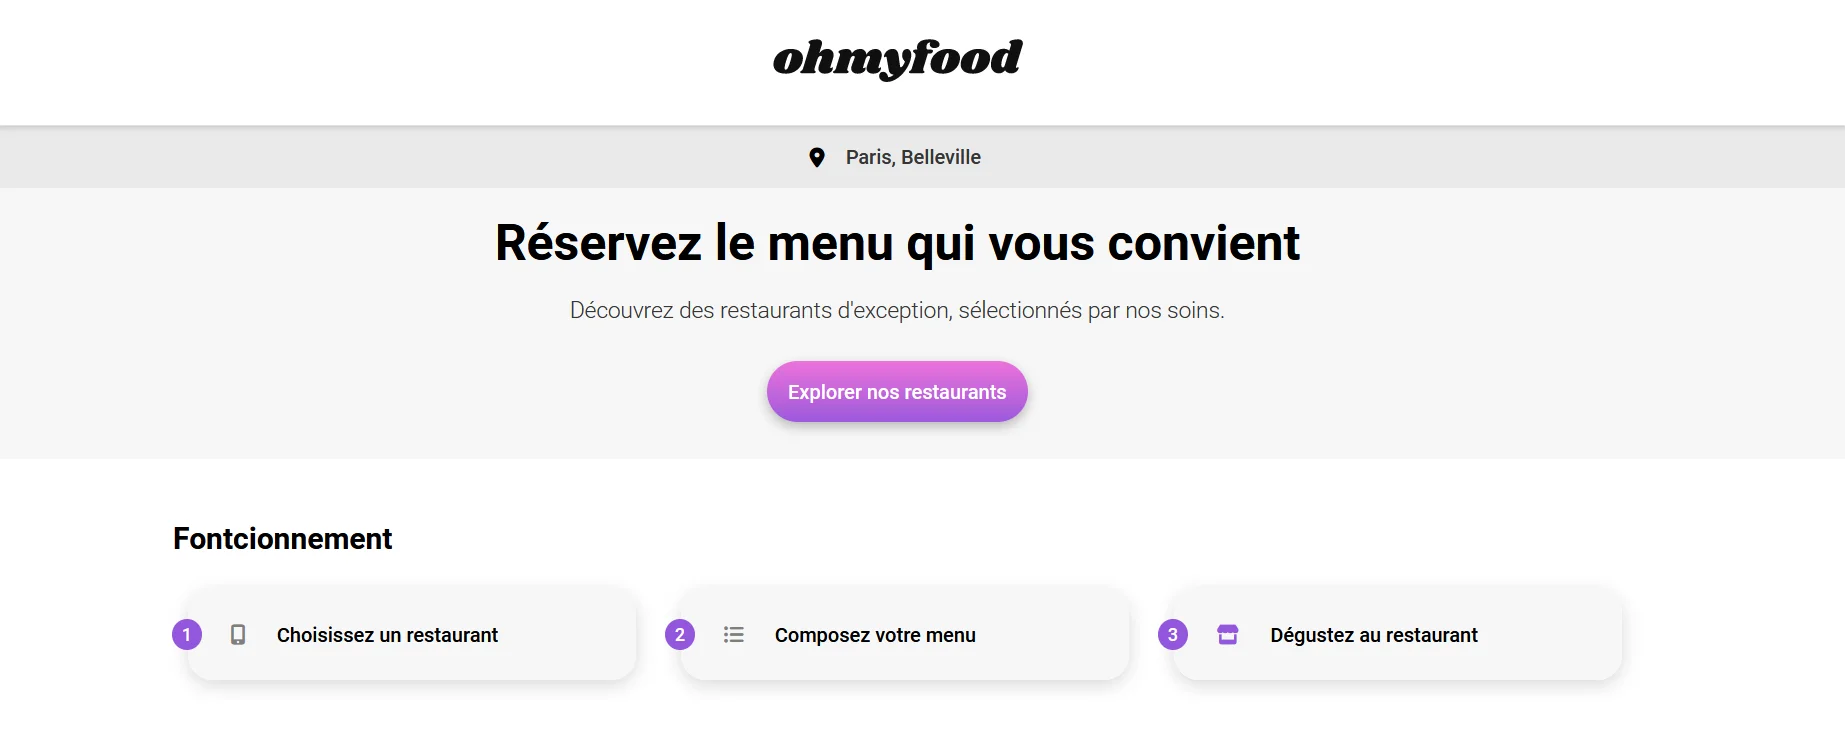 ohmyfood
Paris, Belleville
Réservez le menu qui vous convient
Découvrez des restaurants d'exception, sélectionnés par nos soins.
Explorer nos restaurants
Fontcionnement
1 Choisissez un restaurant
2 Composez votre menu
3 Dégustez au restaurant